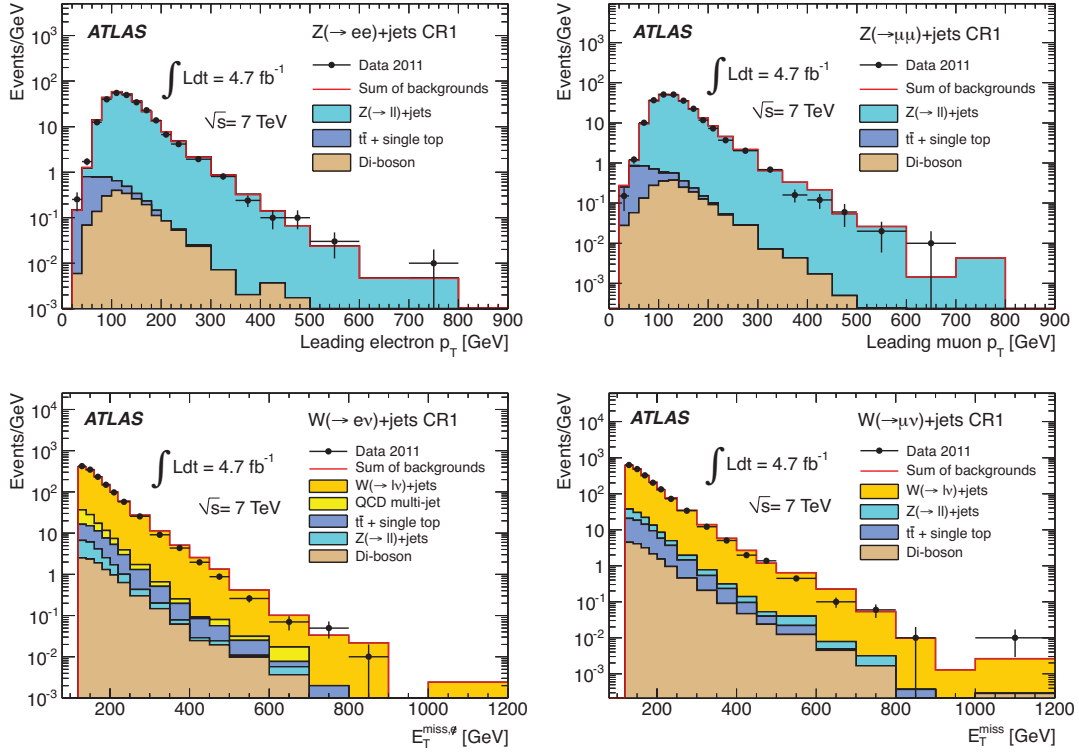 Events/GeV
10³
10²
10
1
10⁻¹
10⁻²
10⁻³
ATLAS
Z(→ ee)+jets CR1
∫ Ldt = 4.7 fb⁻¹
√s= 7 TeV
Data 2011
Sum of backgrounds
Z(→ ll)+jets
tt̄ + single top
Di-boson
0 100 200 300 400 500 600 700 800 900
Leading electron p_T [GeV]
Events/GeV
10³
10²
10
1
10⁻¹
10⁻²
10⁻³
ATLAS
Z(→μμ)+jets CR1
∫ Ldt = 4.7 fb⁻¹
√s= 7 TeV
Data 2011
Sum of backgrounds
Z(→ ll)+jets
tt̄ + single top
Di-boson
0 100 200 300 400 500 600 700 800 900
Leading muon p_T [GeV]
Events/GeV
10⁴
10³
10²
10
1
10⁻¹
10⁻²
10⁻³
ATLAS
W(→ eν)+jets CR1
∫ Ldt = 4.7 fb⁻¹
√s = 7 TeV
Data 2011
Sum of backgrounds
W(→ lν)+jets
QCD multi-jet
tt̄ + single top
Z(→ ll)+jets
Di-boson
200 400 600 800 1000 1200
E_T^miss,e̸ [GeV]
Events/GeV
10⁴
10³
10²
10
1
10⁻¹
10⁻²
10⁻³
ATLAS
W(→μν)+jets CR1
∫ Ldt = 4.7 fb⁻¹
√s = 7 TeV
Data 2011
Sum of backgrounds
W(→ lν)+jets
Z(→ ll)+jets
tt̄ + single top
Di-boson
200 400 600 800 1000 1200
E_T^miss [GeV]